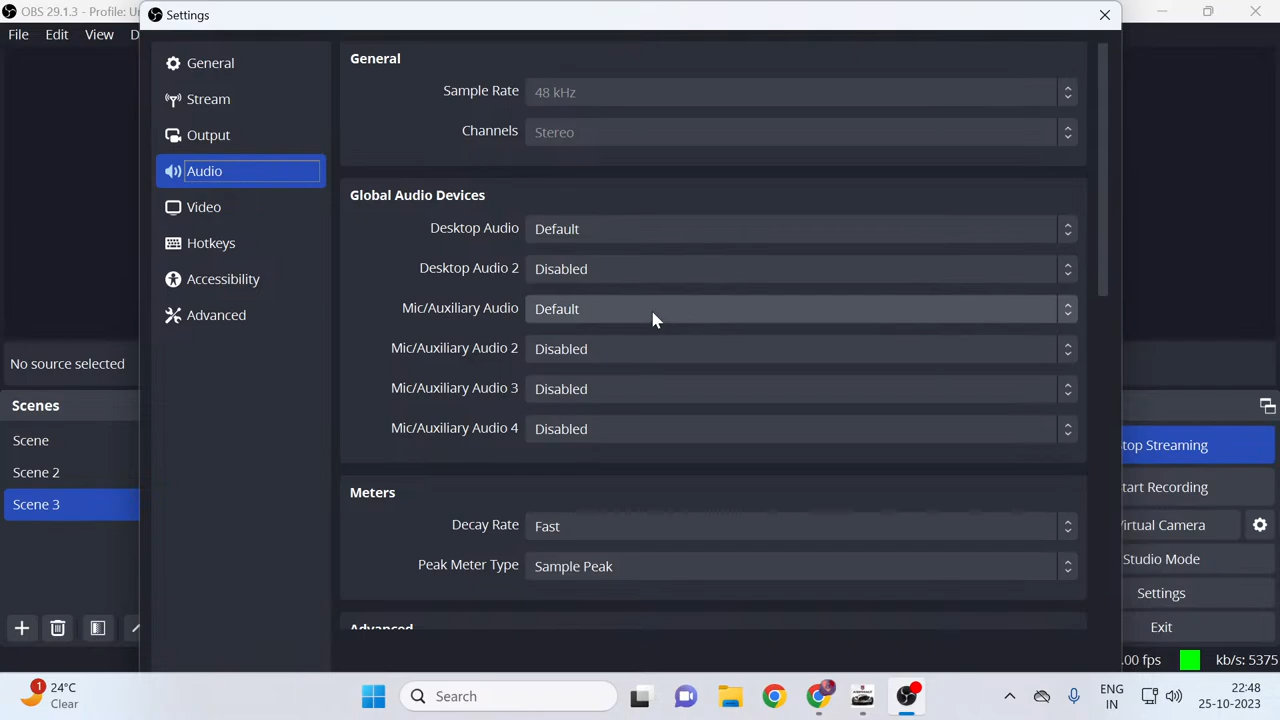 OBS 29.1.3 - Profile: U
Settings
File Edit View D
General
Stream
Output
Audio
Video
Hotkeys
Accessibility
Advanced
General
Sample Rate 48 kHz
Channels Stereo
Global Audio Devices
Desktop Audio Default
Desktop Audio 2 Disabled
Mic/Auxiliary Audio Default
Mic/Auxiliary Audio 2 Disabled
Mic/Auxiliary Audio 3 Disabled
Mic/Auxiliary Audio 4 Disabled
Meters
Decay Rate Fast
Peak Meter Type Sample Peak
Advanced
No source selected
Scenes
Scene
Scene 2
Scene 3
top Streaming
tart Recording
irtual Camera
Studio Mode
Settings
Exit
.00 fps kb/s: 5375
1
24°C
Clear
Search
ENG
IN
22:48
25-10-2023